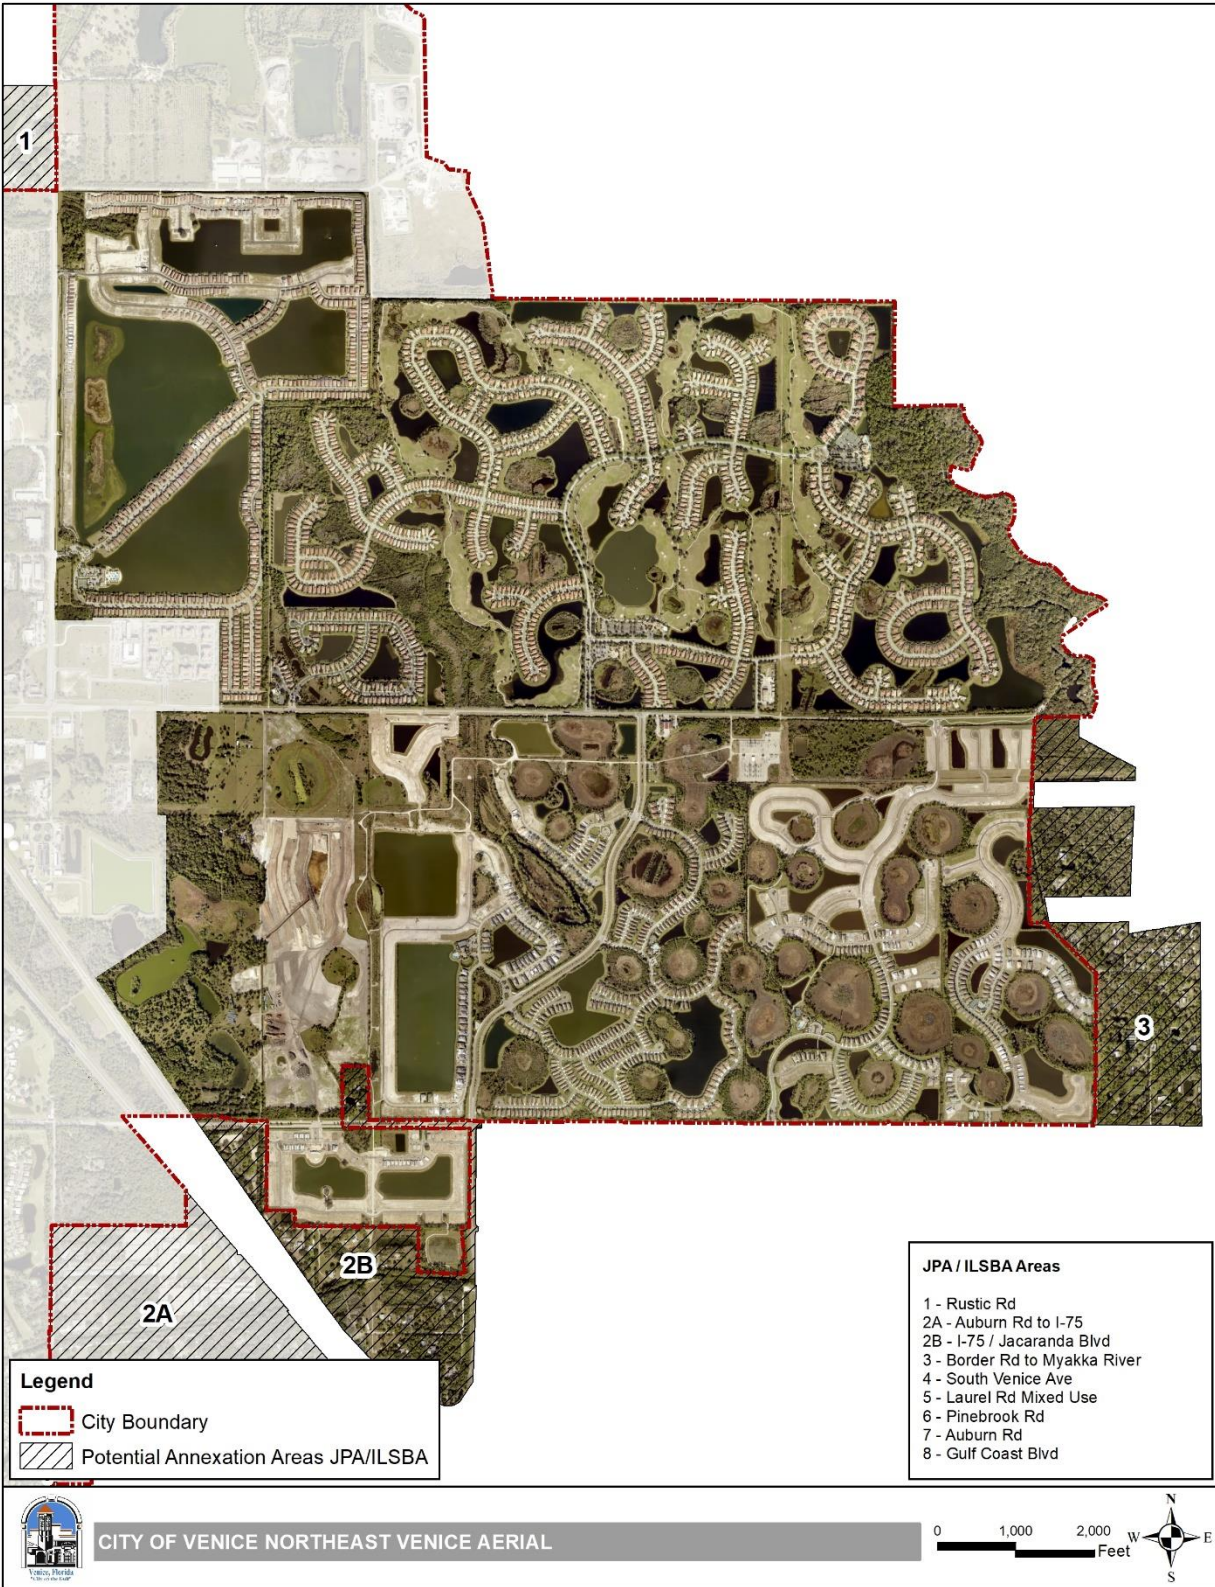 1
3
2B
2A
JPA / ILSBA Areas
1 - Rustic Rd
2A - Auburn Rd to I-75
2B - I-75 / Jacaranda Blvd
3 - Border Rd to Myakka River
4 - South Venice Ave
5 - Laurel Rd Mixed Use
6 - Pinebrook Rd
7 - Auburn Rd
8 - Gulf Coast Blvd
Legend
City Boundary
Potential Annexation Areas JPA/ILSBA
Venice, Florida
CITY OF VENICE NORTHEAST VENICE AERIAL
0 1,000 2,000
Feet
N
W E
S